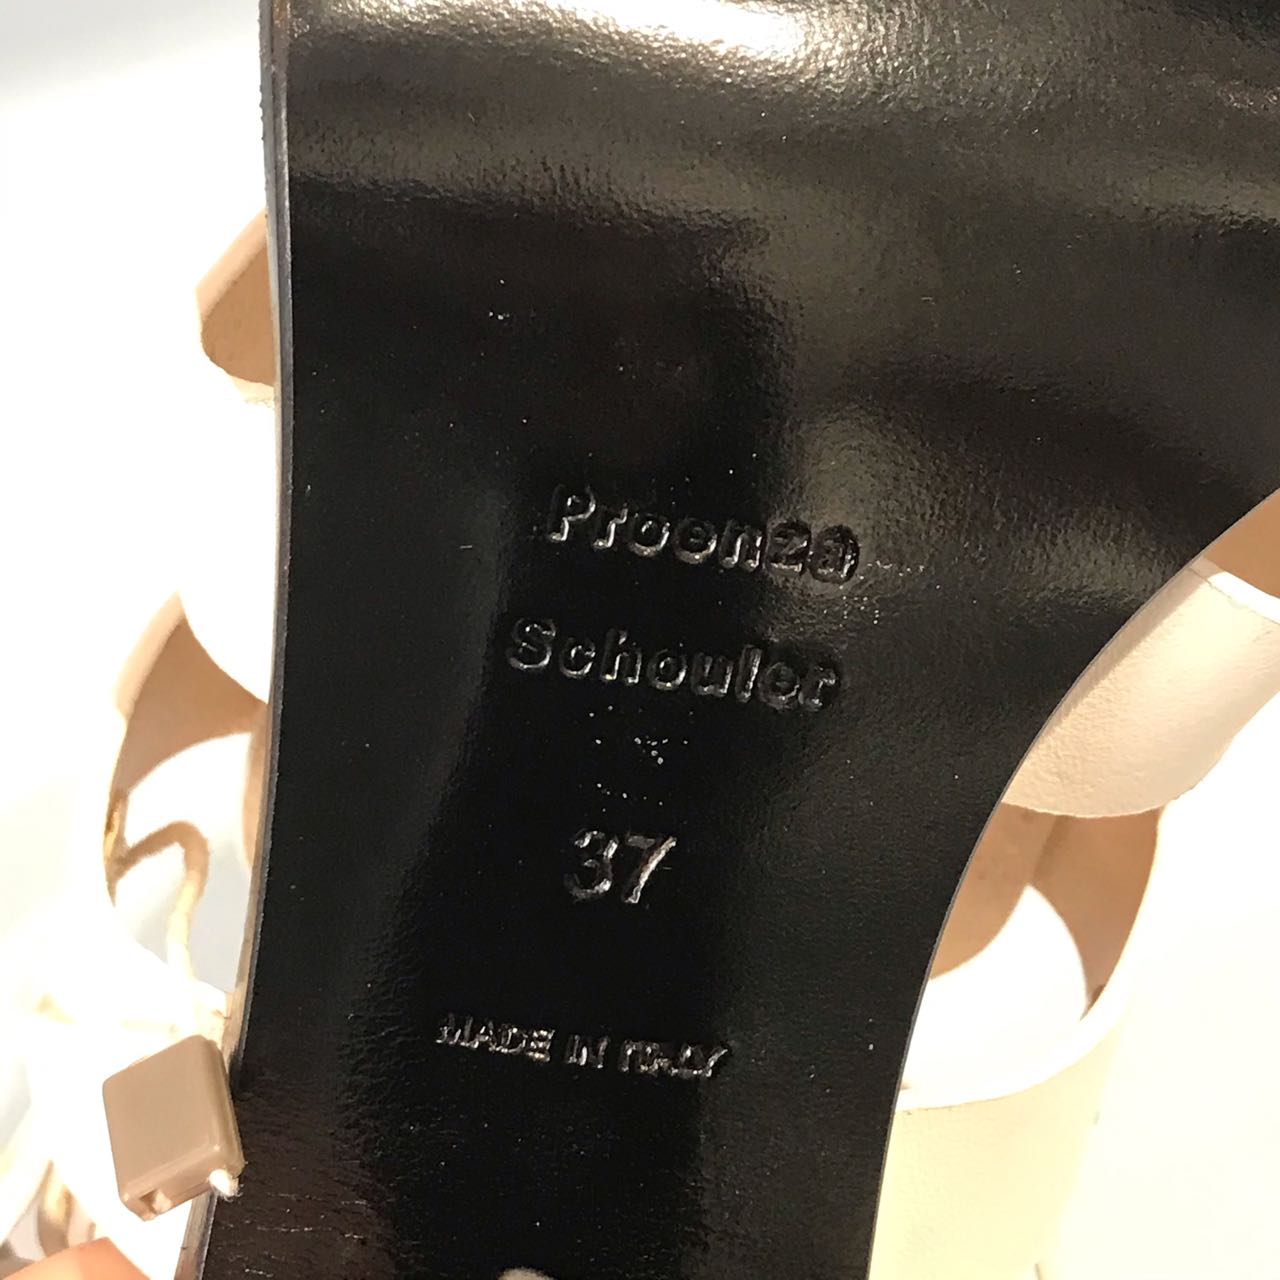 Proenza
Schouler
37
MADE IN ITALY